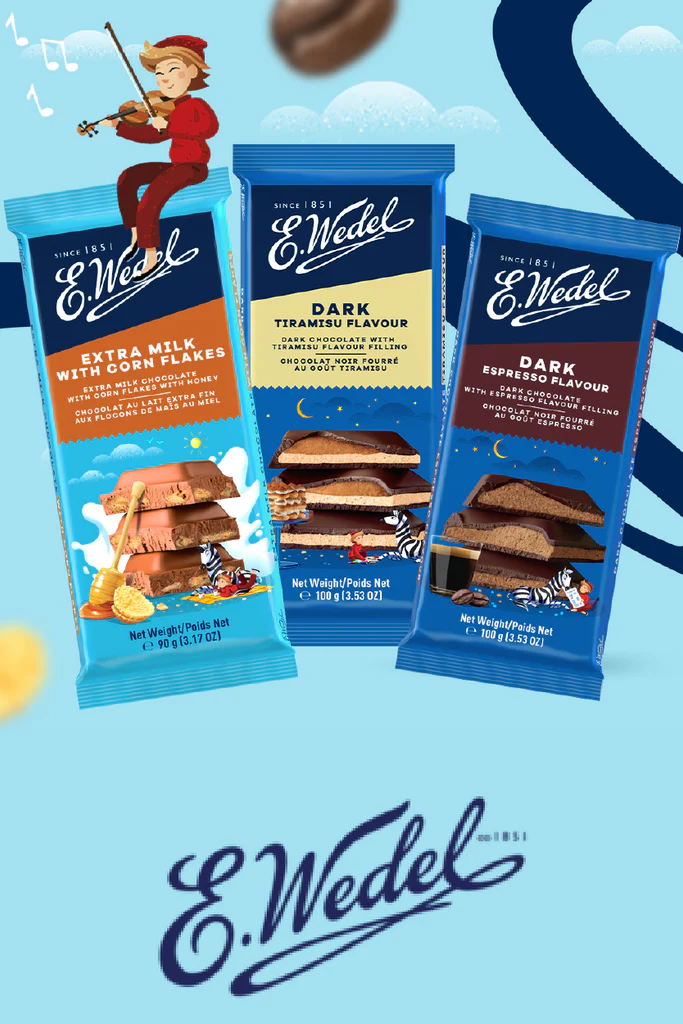 SINCE 1851
E.Wedel
EXTRA MILK
WITH CORN FLAKES
EXTRA MILK CHOCOLATE
WITH CORN FLAKES WITH HONEY
CHOCOLAT AU LAIT EXTRA FIN
AUX FLOCONS DE MAÏS AU MIEL
Net Weight/Poids Net
℮ 90 g (3.17 OZ)
SINCE 1851
E.Wedel
DARK
TIRAMISU FLAVOUR
DARK CHOCOLATE WITH
TIRAMISU FLAVOUR FILLING
CHOCOLAT NOIR FOURRÉ
AU GOÛT TIRAMISU
Net Weight/Poids Net
℮ 100 g (3.53 OZ)
SINCE 1851
E.Wedel
DARK
ESPRESSO FLAVOUR
DARK CHOCOLATE
WITH ESPRESSO FLAVOUR FILLING
CHOCOLAT NOIR FOURRÉ
AU GOÛT ESPRESSO
Net Weight/Poids Net
℮ 100 g (3.53 OZ)
E.Wedel
1851